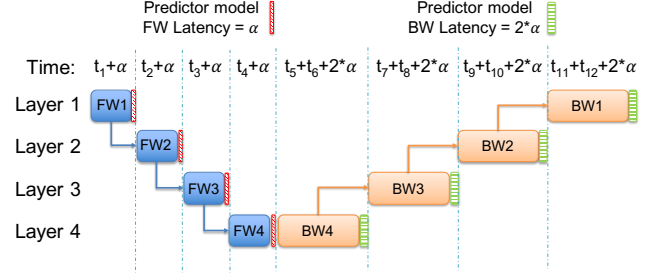 Predictor model Predictor model
FW Latency = α BW Latency = 2*α
Time: t₁+α t₂+α t₃+α t₄+α t₅+t₆+2*α t₇+t₈+2*α t₉+t₁₀+2*α t₁₁+t₁₂+2*α
Layer 1 FW1 BW1
Layer 2 FW2 BW2
Layer 3 FW3 BW3
Layer 4 FW4 BW4